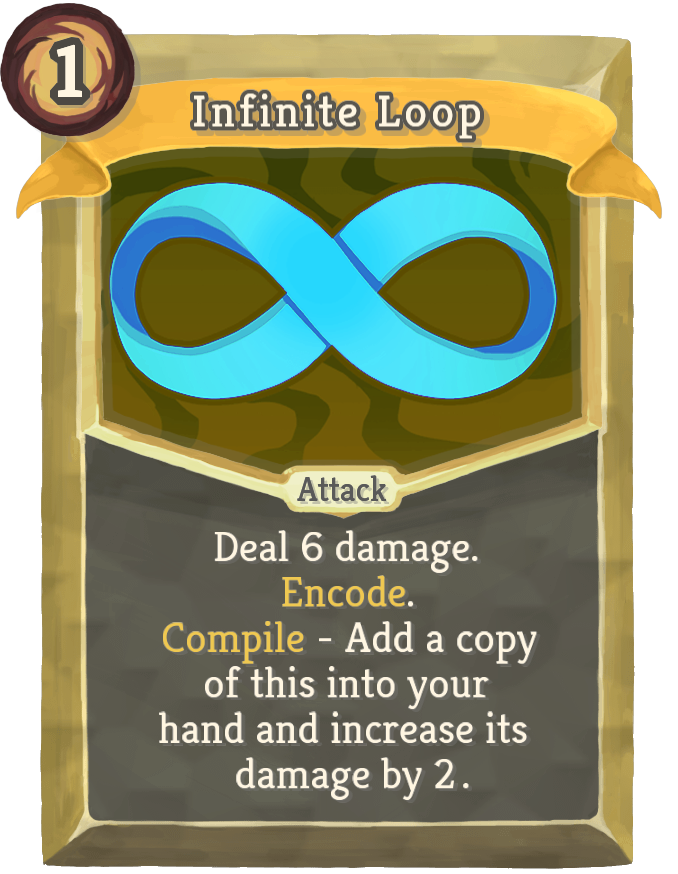 1
Infinite Loop
Attack
Deal 6 damage.
Encode.
Compile - Add a copy
of this into your
hand and increase its
damage by 2.